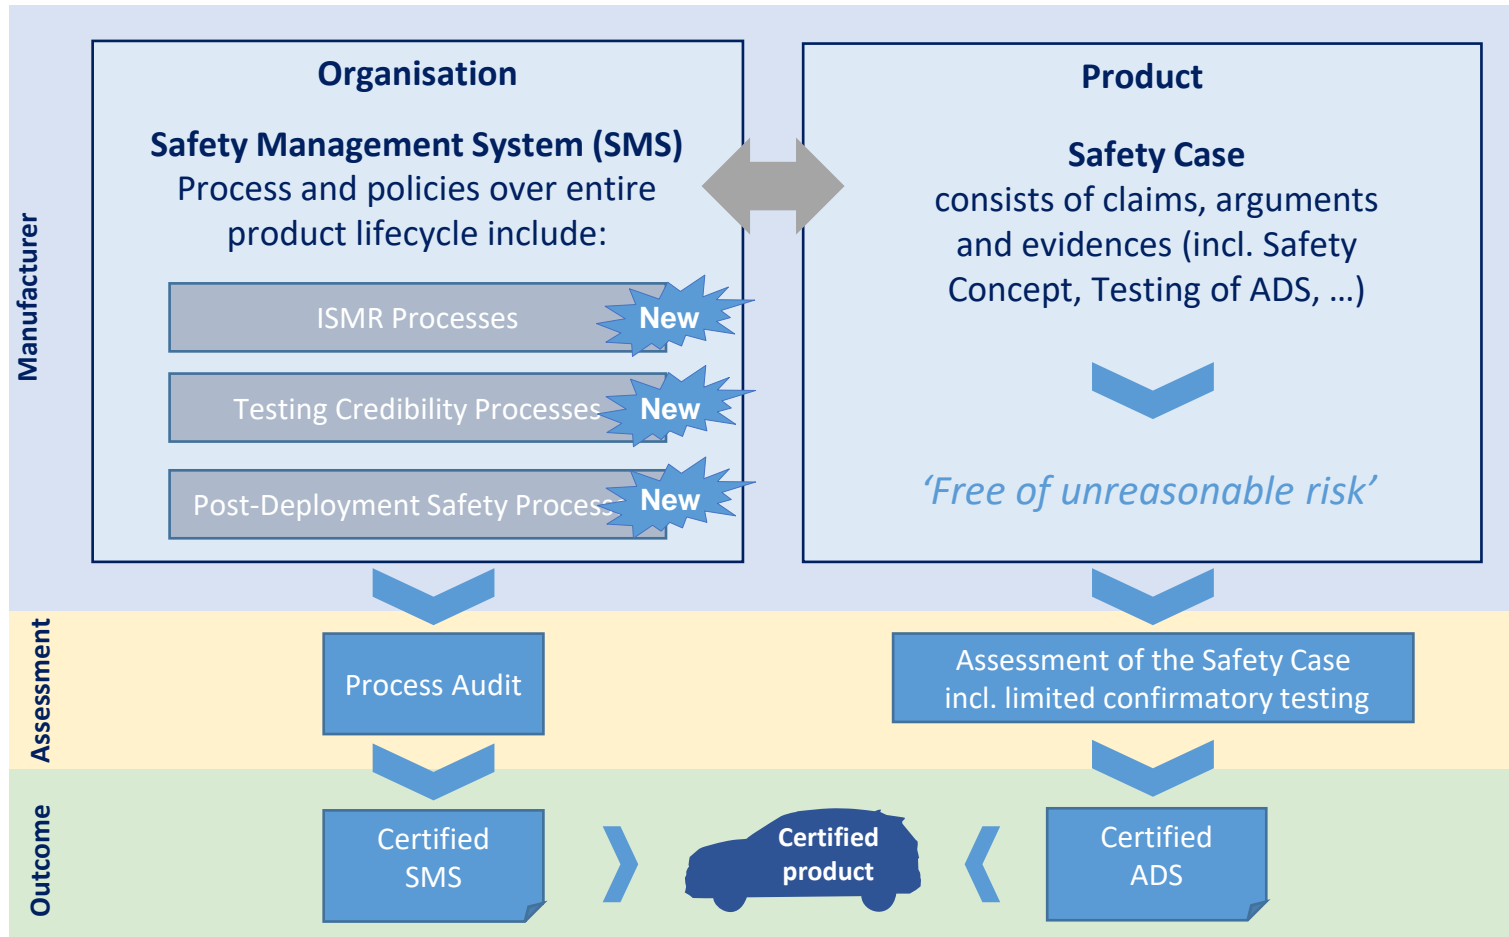 Manufacturer
Organisation
Safety Management System (SMS)
Process and policies over entire
product lifecycle include:
ISMR Processes
New
Testing Credibility Processes
New
Post-Deployment Safety Process
New
Product
Safety Case
consists of claims, arguments
and evidences (incl. Safety
Concept, Testing of ADS, …)
‘Free of unreasonable risk’
Assessment
Process Audit
Assessment of the Safety Case
incl. limited confirmatory testing
Outcome
Certified
SMS
Certified
product
Certified
ADS